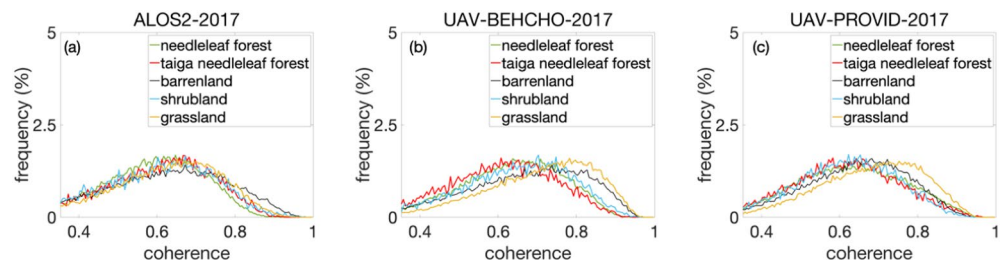 ALOS2-2017
5
(a)
needleleaf forest
taiga needleleaf forest
barrenland
shrubland
grassland
2.5
0
frequency (%)
0.4 0.6 0.8 1
coherence
UAV-BEHCHO-2017
5
(b)
needleleaf forest
taiga needleleaf forest
barrenland
shrubland
grassland
2.5
0
frequency (%)
0.4 0.6 0.8 1
coherence
UAV-PROVID-2017
5
(c)
needleleaf forest
taiga needleleaf forest
barrenland
shrubland
grassland
2.5
0
frequency (%)
0.4 0.6 0.8 1
coherence